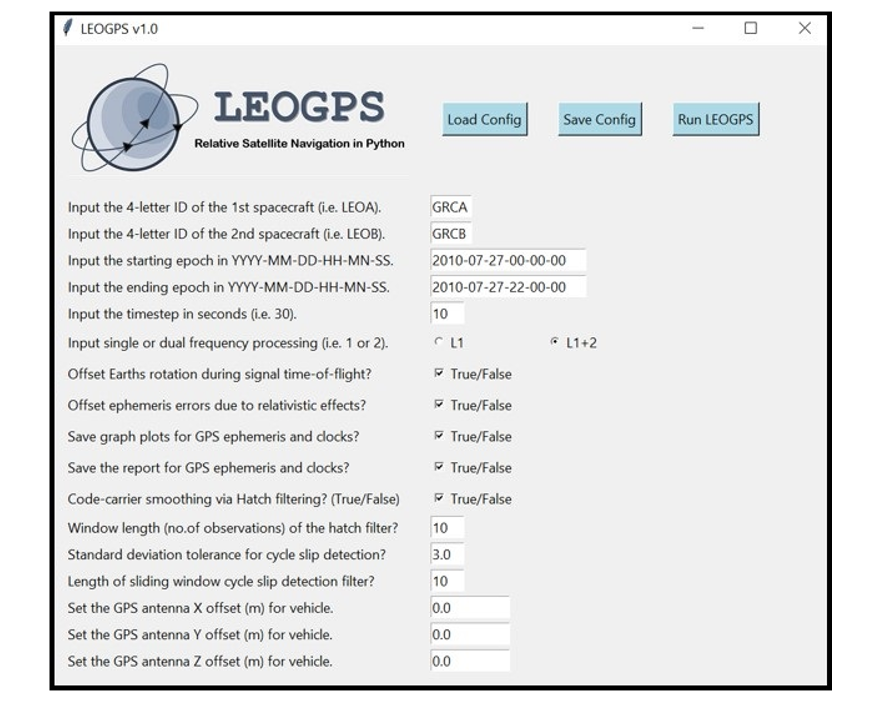 LEOGPS v1.0
LEOGPS
Relative Satellite Navigation in Python
Load Config
Save Config
Run LEOGPS
Input the 4-letter ID of the 1st spacecraft (i.e. LEOA). GRCA
Input the 4-letter ID of the 2nd spacecraft (i.e. LEOB). GRCB
Input the starting epoch in YYYY-MM-DD-HH-MN-SS. 2010-07-27-00-00-00
Input the ending epoch in YYYY-MM-DD-HH-MN-SS. 2010-07-27-22-00-00
Input the timestep in seconds (i.e. 30). 10
Input single or dual frequency processing (i.e. 1 or 2). L1 L1+2
Offset Earths rotation during signal time-of-flight? True/False
Offset ephemeris errors due to relativistic effects? True/False
Save graph plots for GPS ephemeris and clocks? True/False
Save the report for GPS ephemeris and clocks? True/False
Code-carrier smoothing via Hatch filtering? (True/False) True/False
Window length (no.of observations) of the hatch filter? 10
Standard deviation tolerance for cycle slip detection? 3.0
Length of sliding window cycle slip detection filter? 10
Set the GPS antenna X offset (m) for vehicle. 0.0
Set the GPS antenna Y offset (m) for vehicle. 0.0
Set the GPS antenna Z offset (m) for vehicle. 0.0